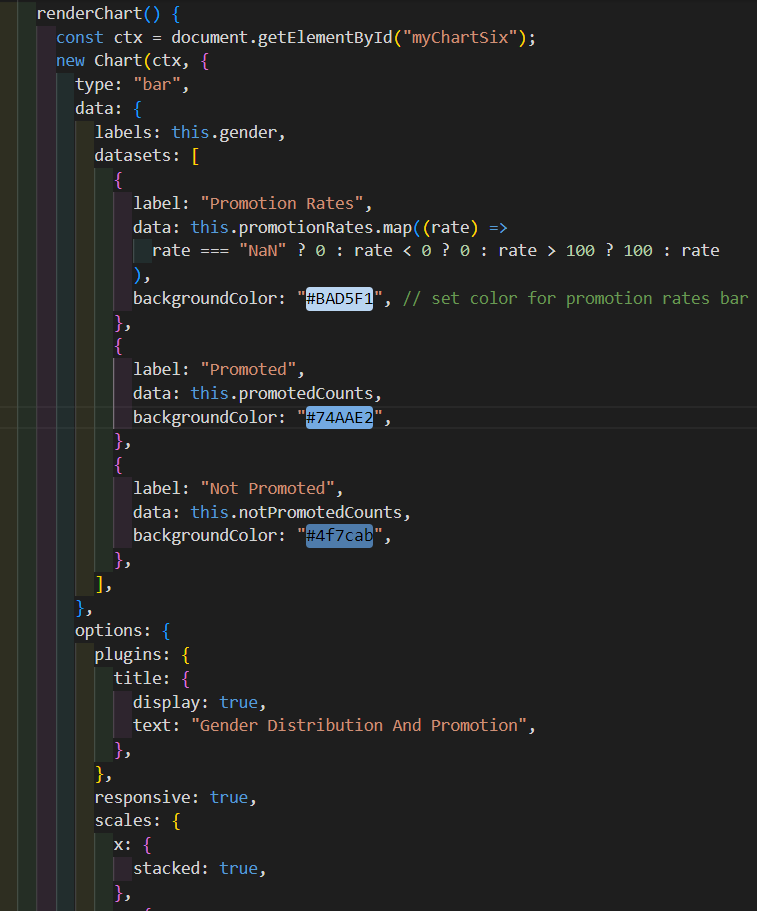 renderChart() {
const ctx = document.getElementById("myChartSix");
new Chart(ctx, {
type: "bar",
data: {
labels: this.gender,
datasets: [
{
label: "Promotion Rates",
data: this.promotionRates.map((rate) =>
rate === "NaN" ? 0 : rate < 0 ? 0 : rate > 100 ? 100 : rate
),
backgroundColor: "#BAD5F1", // set color for promotion rates bar
},
{
label: "Promoted",
data: this.promotedCounts,
backgroundColor: "#74AAE2",
},
{
label: "Not Promoted",
data: this.notPromotedCounts,
backgroundColor: "#4f7cab",
},
],
},
options: {
plugins: {
title: {
display: true,
text: "Gender Distribution And Promotion",
},
},
responsive: true,
scales: {
x: {
stacked: true,
},